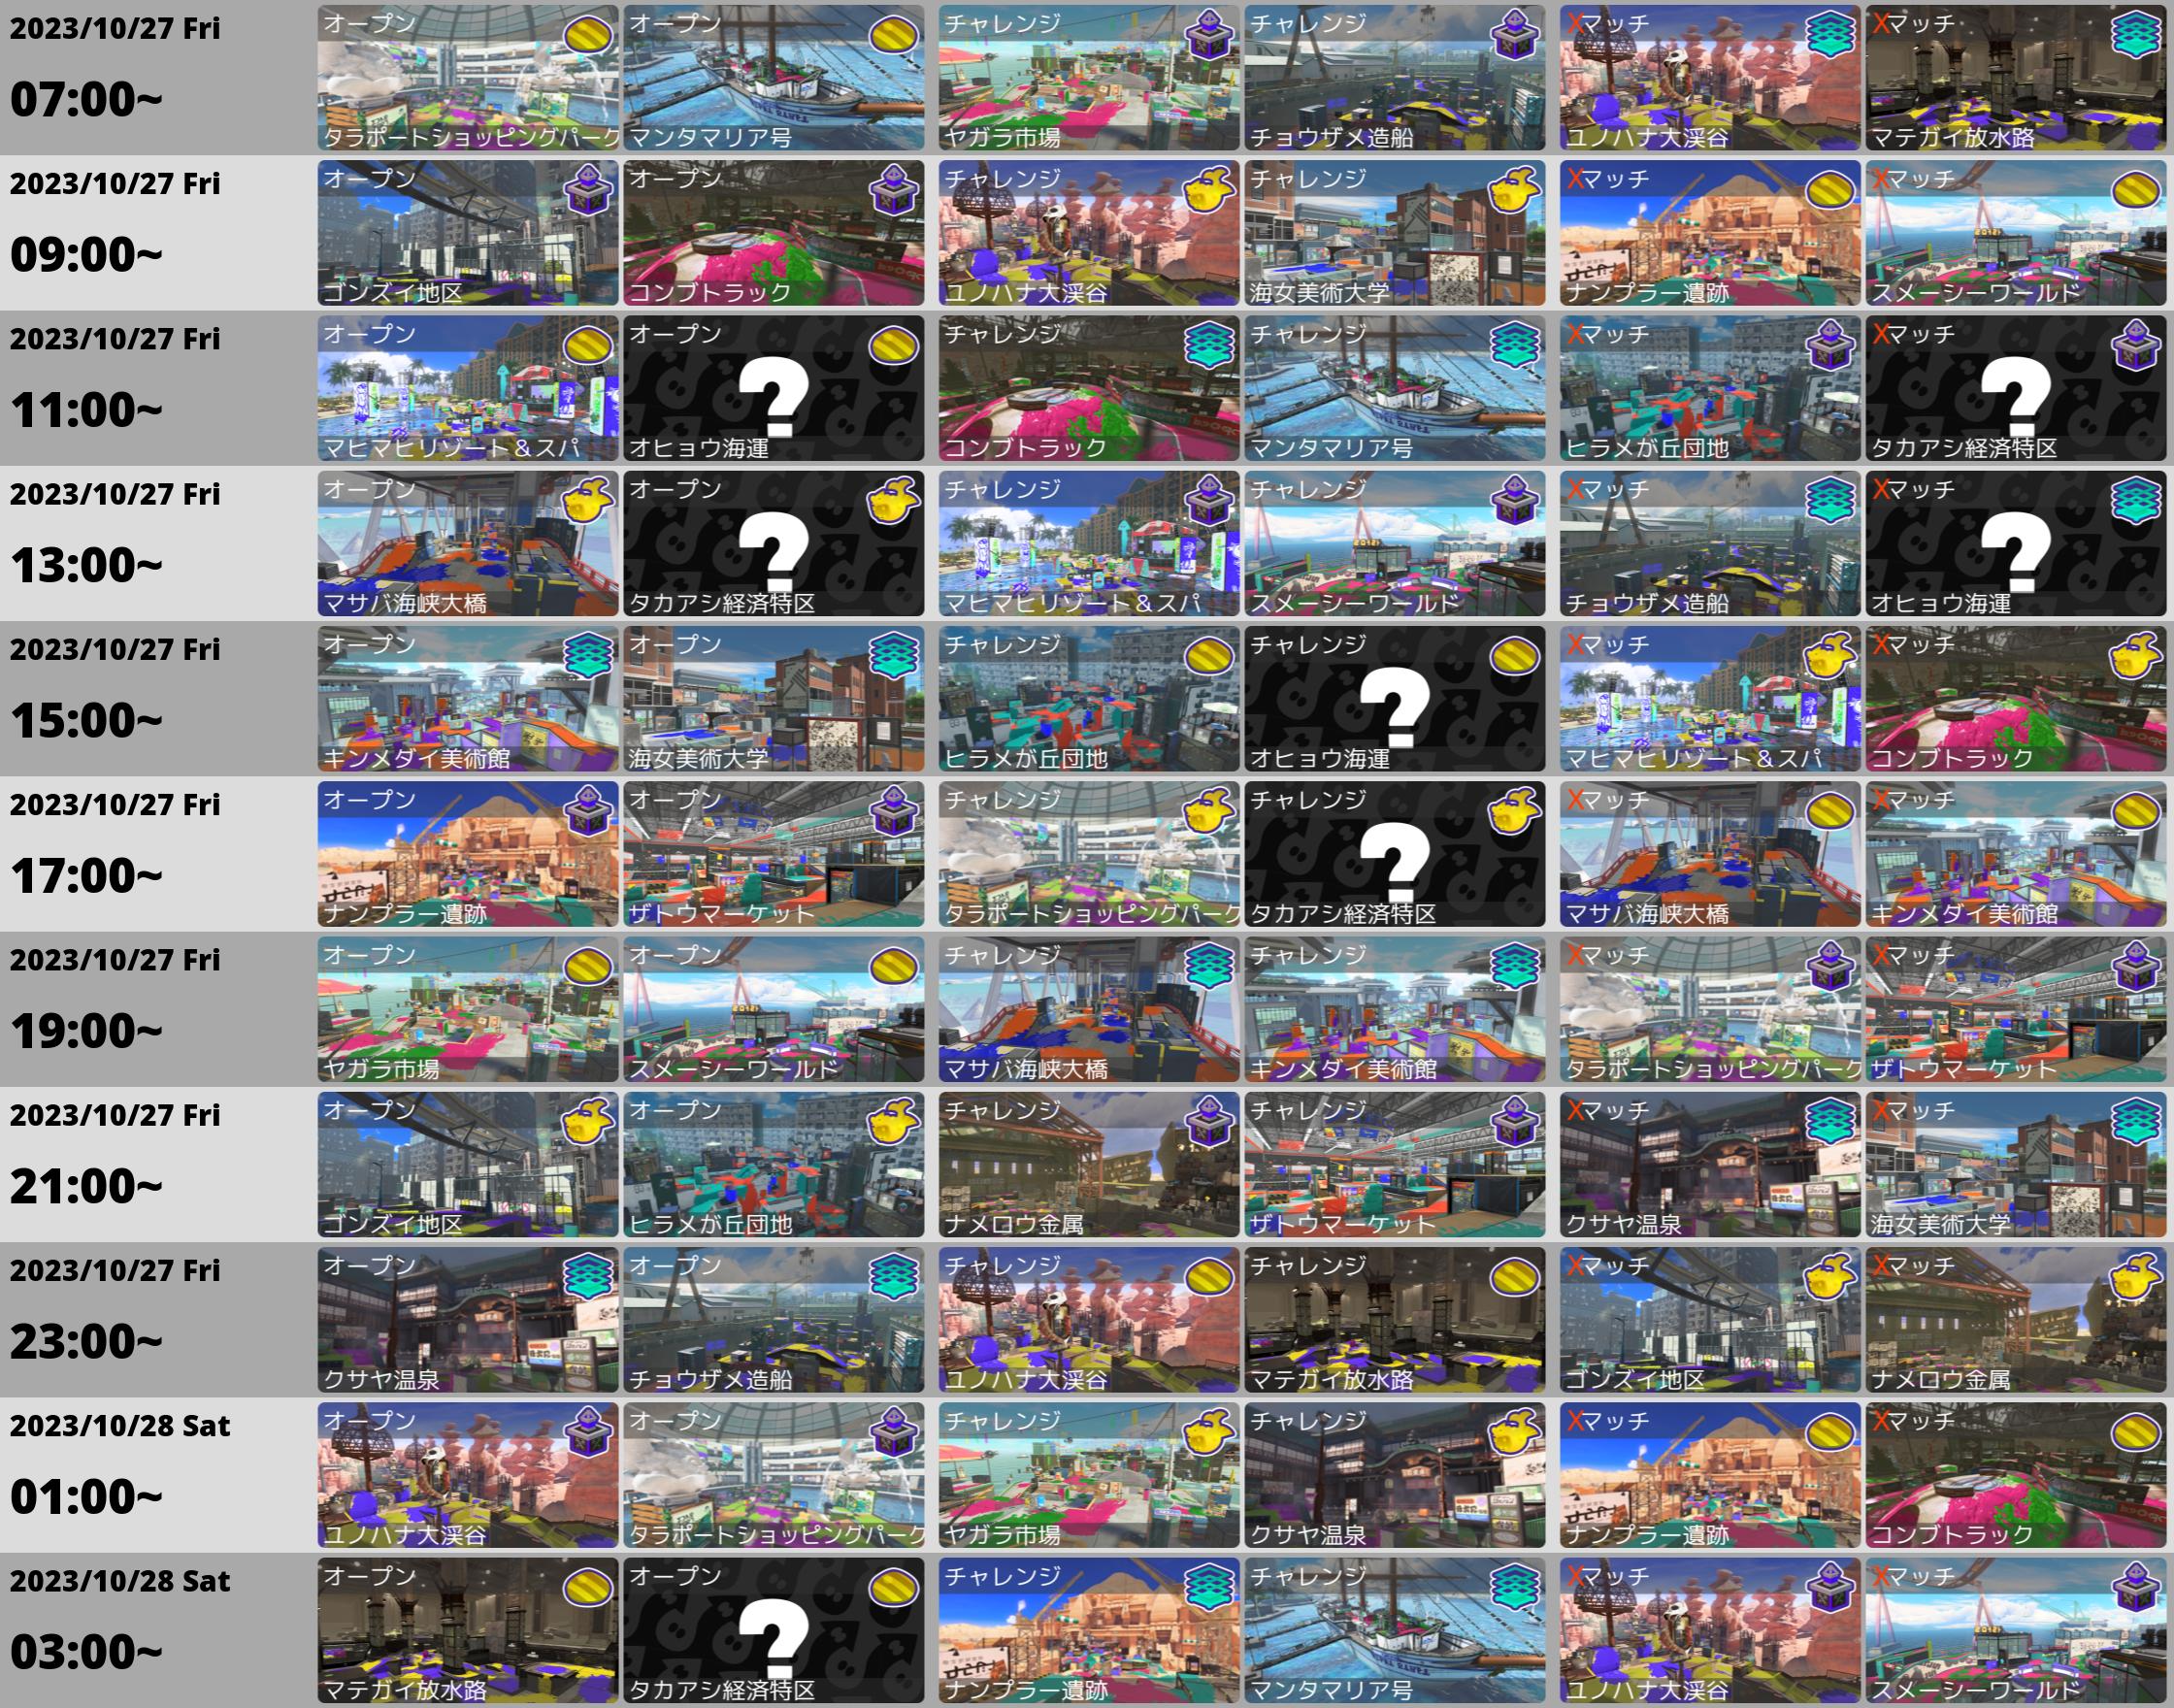 2023/10/27 Fri
07:00~
オープン オープン チャレンジ チャレンジ Xマッチ Xマッチ
タラポートショッピングパーク マンタマリア号 ヤガラ市場 チョウザメ造船 ユノハナ大渓谷 マテガイ放水路
2023/10/27 Fri
09:00~
オープン オープン チャレンジ チャレンジ Xマッチ Xマッチ
ゴンズイ地区 コンブトラック ユノハナ大渓谷 海女美術大学 ナンプラー遺跡 スメーシーワールド
2023/10/27 Fri
11:00~
オープン オープン チャレンジ チャレンジ Xマッチ Xマッチ
? ?
マヒマヒリゾート＆スパ オヒョウ海運 コンブトラック マンタマリア号 ヒラメが丘団地 タカアシ経済特区
2023/10/27 Fri
13:00~
オープン オープン チャレンジ チャレンジ Xマッチ Xマッチ
? ?
マサバ海峡大橋 タカアシ経済特区 マヒマヒリゾート＆スパ スメーシーワールド チョウザメ造船 オヒョウ海運
2023/10/27 Fri
15:00~
オープン オープン チャレンジ チャレンジ Xマッチ Xマッチ
?
キンメダイ美術館 海女美術大学 ヒラメが丘団地 オヒョウ海運 マヒマヒリゾート＆スパ コンブトラック
2023/10/27 Fri
17:00~
オープン オープン チャレンジ チャレンジ Xマッチ Xマッチ
?
ナンプラー遺跡 ザトウマーケット タラポートショッピングパーク タカアシ経済特区 マサバ海峡大橋 キンメダイ美術館
2023/10/27 Fri
19:00~
オープン オープン チャレンジ チャレンジ Xマッチ Xマッチ
ヤガラ市場 スメーシーワールド マサバ海峡大橋 キンメダイ美術館 タラポートショッピングパーク ザトウマーケット
2023/10/27 Fri
21:00~
オープン オープン チャレンジ チャレンジ Xマッチ Xマッチ
ゴンズイ地区 ヒラメが丘団地 ナメロウ金属 ザトウマーケット クサヤ温泉 海女美術大学
2023/10/27 Fri
23:00~
オープン オープン チャレンジ チャレンジ Xマッチ Xマッチ
クサヤ温泉 チョウザメ造船 ユノハナ大渓谷 マテガイ放水路 ゴンズイ地区 ナメロウ金属
2023/10/28 Sat
01:00~
オープン オープン チャレンジ チャレンジ Xマッチ Xマッチ
ユノハナ大渓谷 タラポートショッピングパーク ヤガラ市場 クサヤ温泉 ナンプラー遺跡 コンブトラック
2023/10/28 Sat
03:00~
オープン オープン チャレンジ チャレンジ Xマッチ Xマッチ
?
マテガイ放水路 タカアシ経済特区 ナンプラー遺跡 マンタマリア号 ユノハナ大渓谷 スメーシーワールド